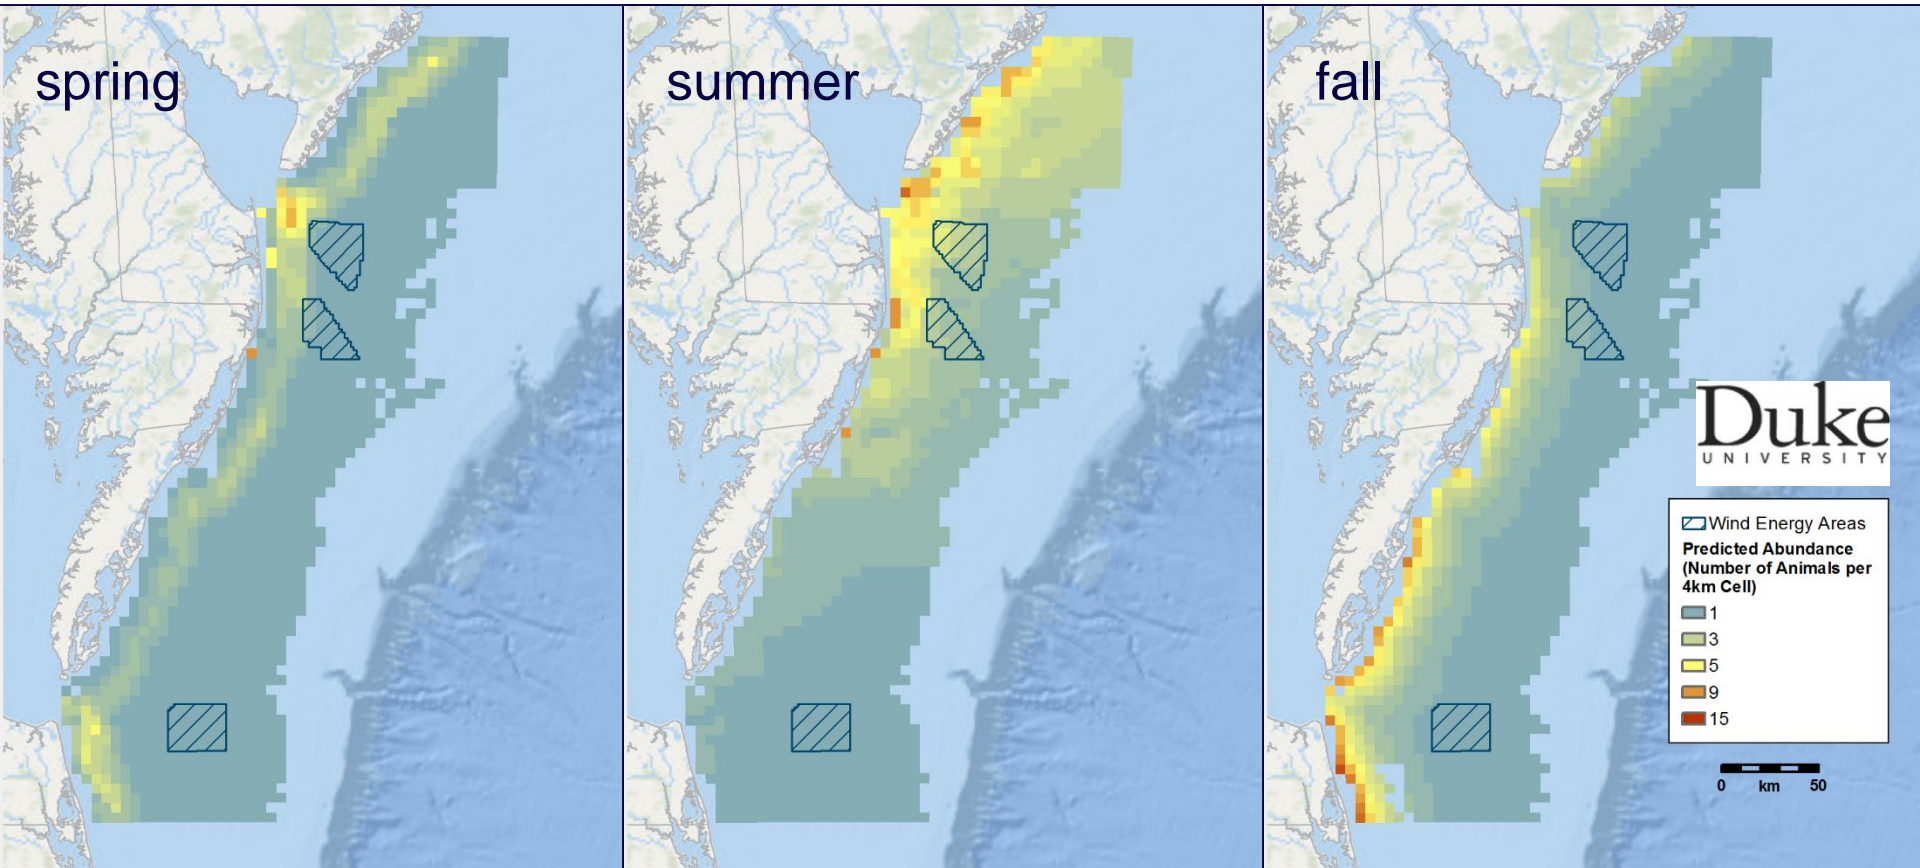 spring
summer
fall
Duke
UNIVERSITY
Wind Energy Areas
Predicted Abundance
(Number of Animals per
4km Cell)
1
3
5
9
15
0 km 50